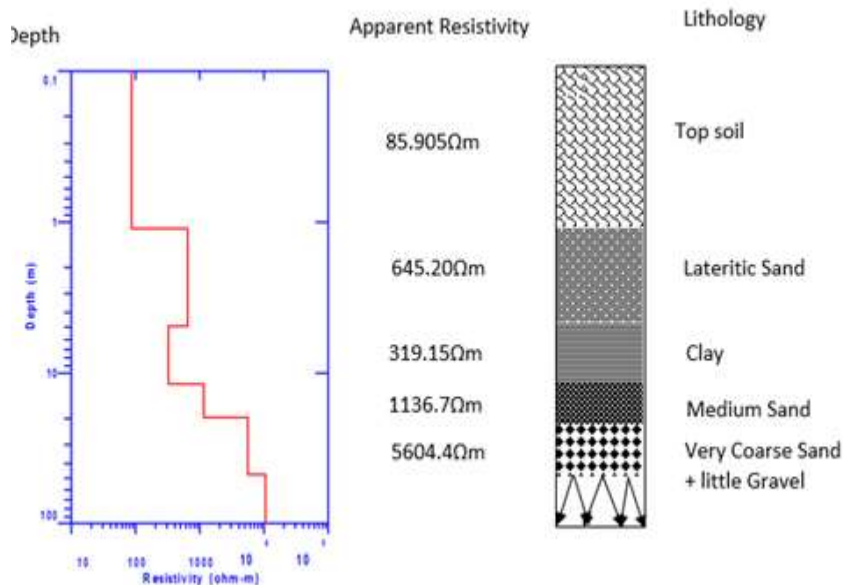 Depth
Apparent Resistivity
Lithology
0.1
85.905Ωm
Top soil
1
645.20Ωm
Lateritic Sand
Depth (m)
319.15Ωm
Clay
10
1136.7Ωm
Medium Sand
5604.4Ωm
Very Coarse Sand
+ little Gravel
100
10 100 1000 10 10
Resistivity (ohm-m)